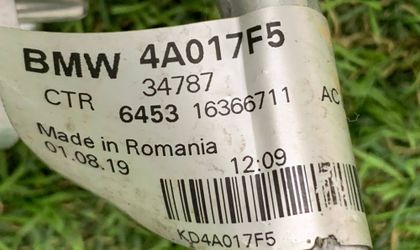 BMW 4A017F5
34787
CTR 6453 16366711 AC
Made in Romania
01.08.19 12:09
KD4A017F5